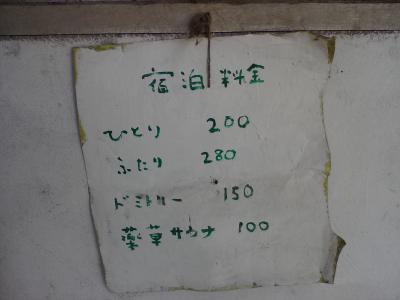 宿泊料金
ひとり 200
ふたり 280
ドミトリー 150
薬草サウナ 100